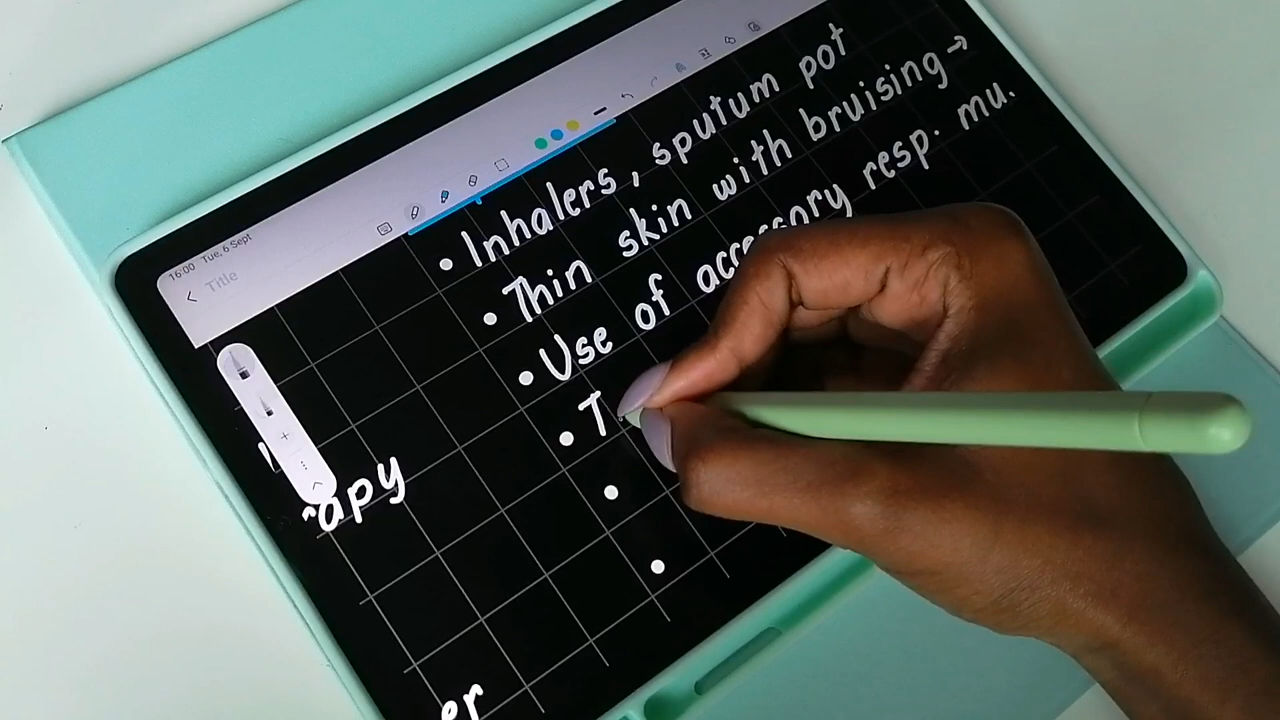 16:00 Tue, 6 Sept
Title
• Inhalers, sputum pot
• Thin skin with bruising →
• Use of accessory resp. mu.
• T
•
•
apy
er